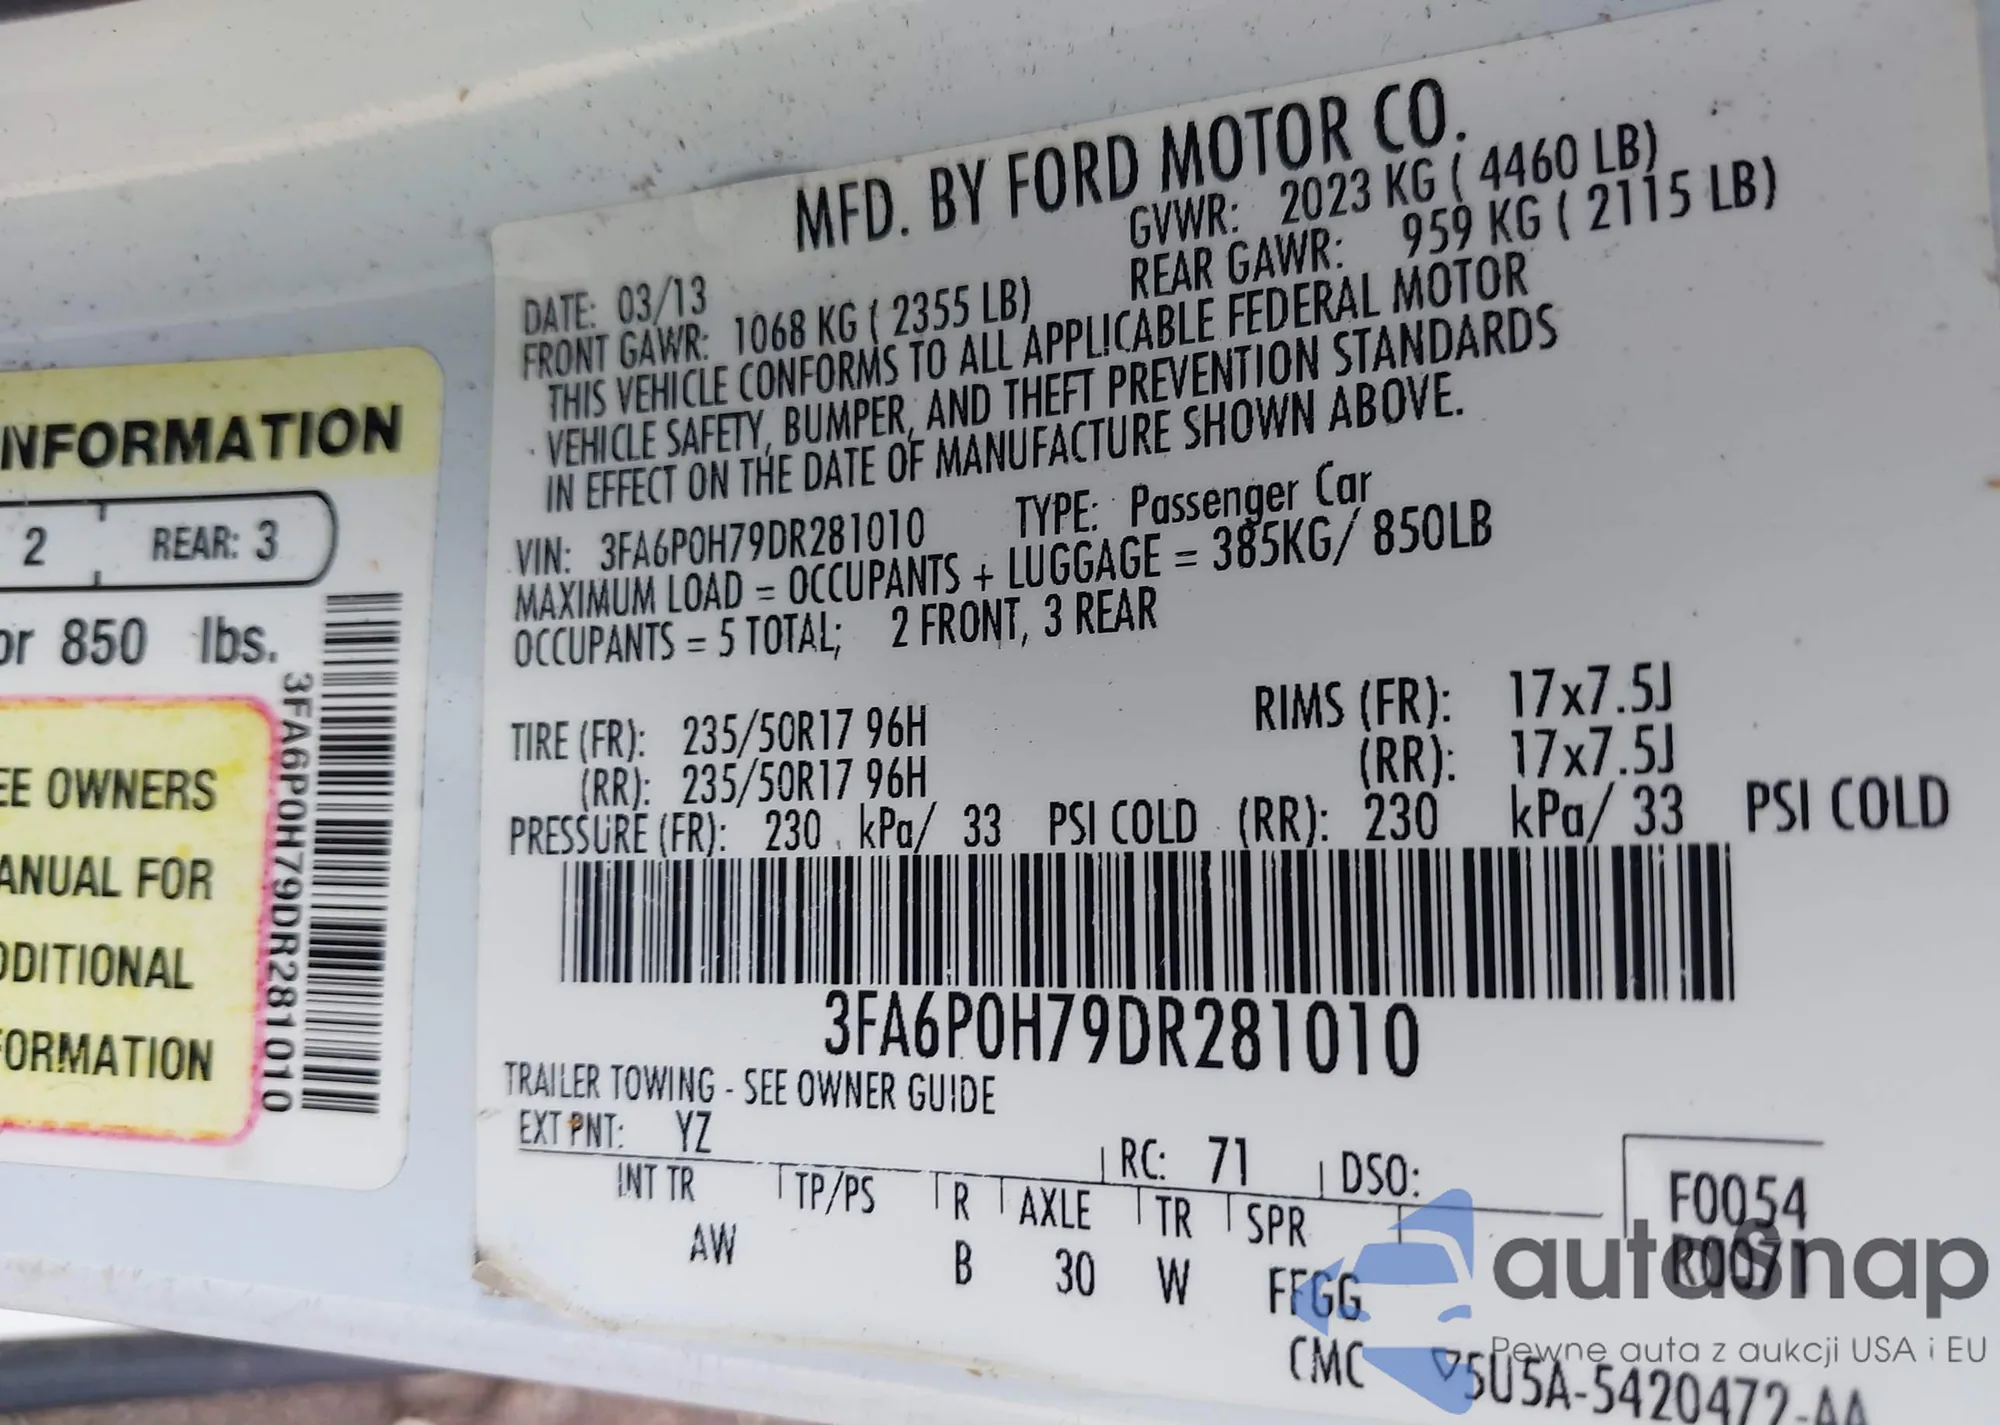 NFORMATION
2 REAR: 3
or 850 lbs.
EE OWNERS
ANUAL FOR
DDITIONAL
FORMATION
3FA6P0H79DR281010
MFD. BY FORD MOTOR CO.
DATE: 03/13 GVWR: 2023 KG ( 4460 LB)
FRONT GAWR: 1068 KG ( 2355 LB) REAR GAWR: 959 KG ( 2115 LB)
THIS VEHICLE CONFORMS TO ALL APPLICABLE FEDERAL MOTOR
VEHICLE SAFETY, BUMPER, AND THEFT PREVENTION STANDARDS
IN EFFECT ON THE DATE OF MANUFACTURE SHOWN ABOVE.
VIN: 3FA6P0H79DR281010 TYPE: Passenger Car
MAXIMUM LOAD = OCCUPANTS + LUGGAGE = 385KG/ 850LB
OCCUPANTS = 5 TOTAL; 2 FRONT, 3 REAR
TIRE (FR): 235/50R17 96H RIMS (FR): 17x7.5J
(RR): 235/50R17 96H (RR): 17x7.5J
PRESSURE (FR): 230 kPa/ 33 PSI COLD (RR): 230 kPa/ 33 PSI COLD
3FA6P0H79DR281010
TRAILER TOWING - SEE OWNER GUIDE
EXT PNT: YZ RC: 71 DSO: F0054
INT TR TP/PS R AXLE TR SPR R0071
AW B 30 W FFGG
CMC 5U5A-5420472-AA
autosnap
Pewne auta z aukcji USA i EU